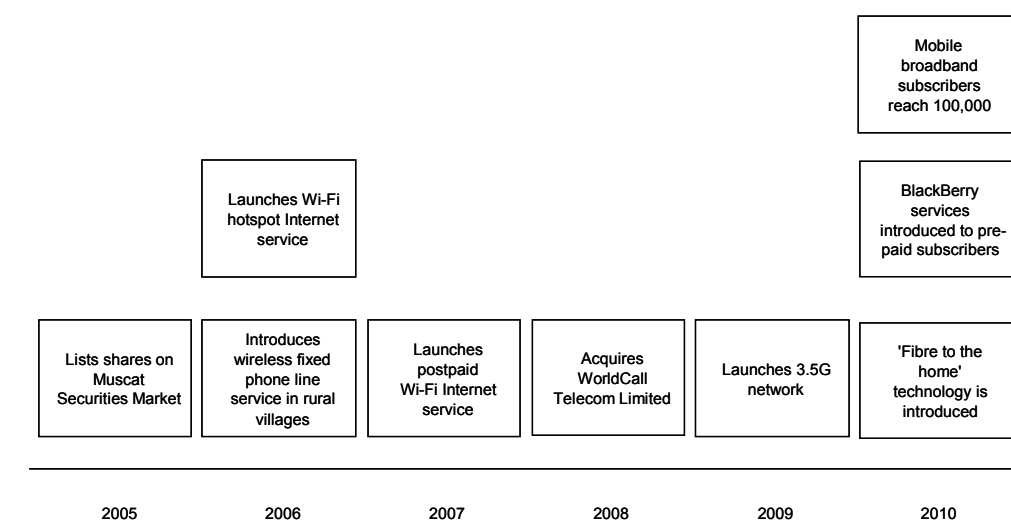 Mobile
broadband
subscribers
reach 100,000
Launches Wi-Fi
hotspot Internet
service
BlackBerry
services
introduced to pre-
paid subscribers
Lists shares on
Muscat
Securities Market
Introduces
wireless fixed
phone line
service in rural
villages
Launches
postpaid
Wi-Fi Internet
service
Acquires
WorldCall
Telecom Limited
Launches 3.5G
network
'Fibre to the
home'
technology is
introduced
2005
2006
2007
2008
2009
2010